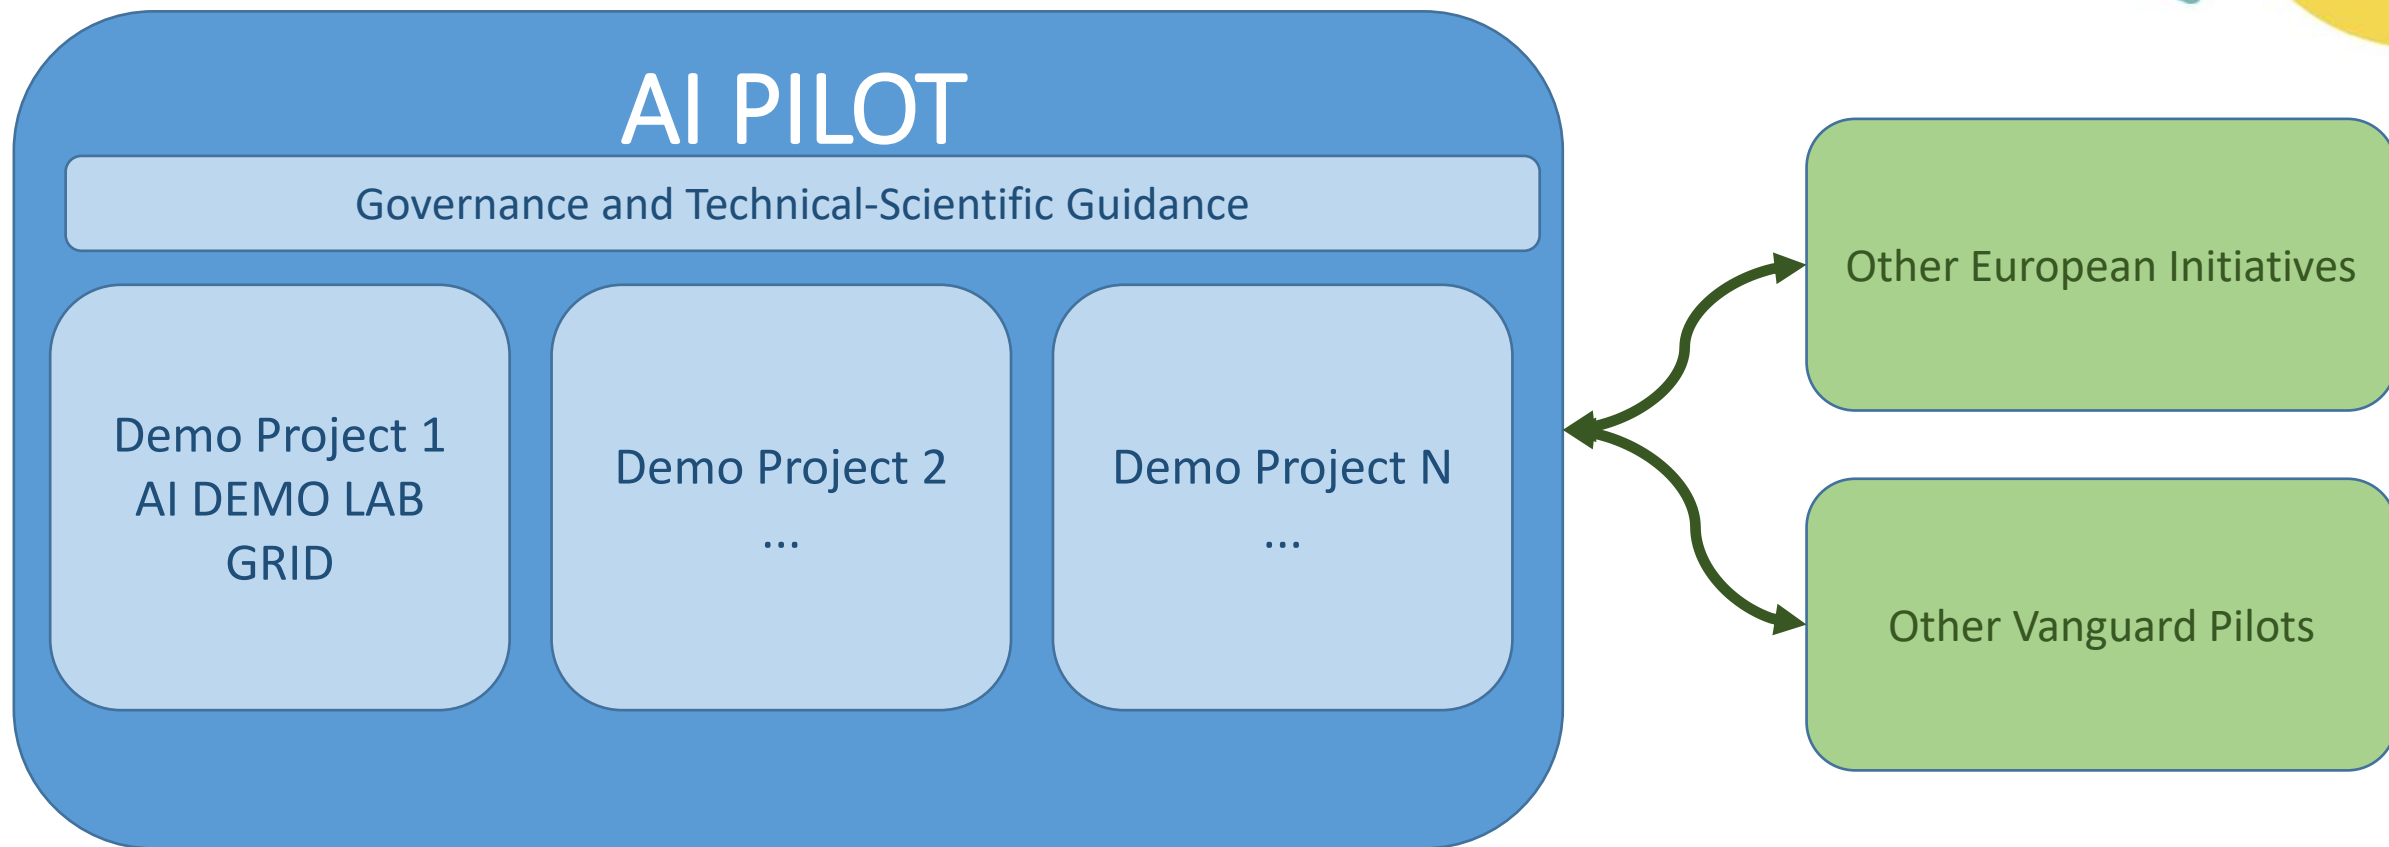 AI PILOT
Governance and Technical-Scientific Guidance
Demo Project 1
AI DEMO LAB
GRID
Demo Project 2
...
Demo Project N
...
Other European Initiatives
Other Vanguard Pilots